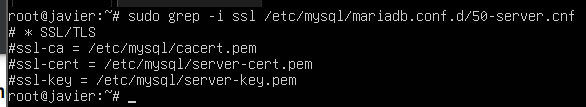 root@javier:~# sudo grep -i ssl /etc/mysql/mariadb.conf.d/50-server.cnf
# * SSL/TLS
#ssl-ca = /etc/mysql/cacert.pem
#ssl-cert = /etc/mysql/server-cert.pem
#ssl-key = /etc/mysql/server-key.pem
root@javier:~# _